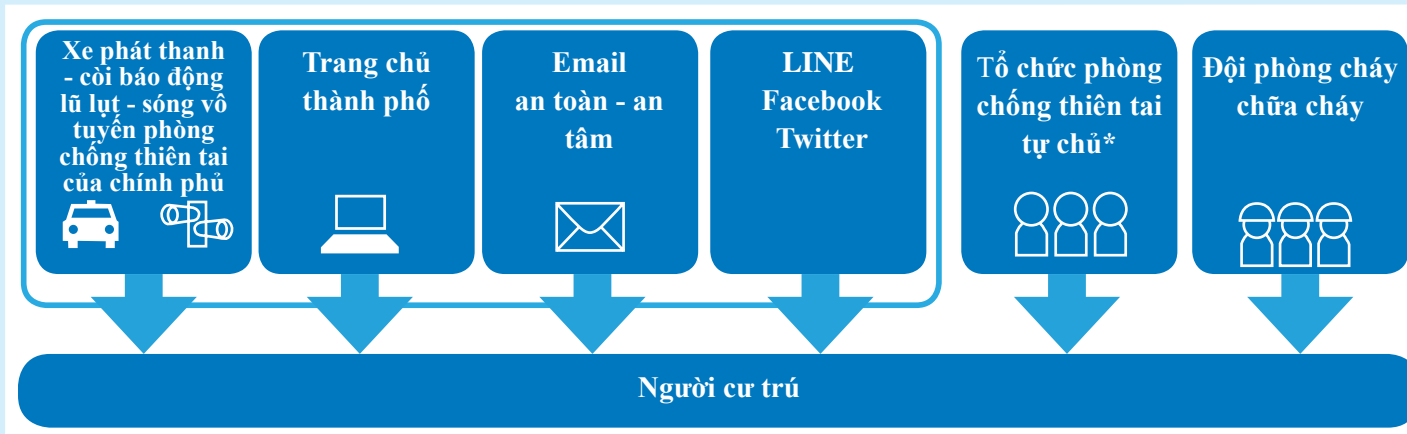 Xe phát thanh
- còi báo động
lũ lụt - sóng vô
tuyến phòng
chống thiên tai
của chính phủ
Trang chủ
thành phố
Email
an toàn - an
tâm
LINE
Facebook
Twitter
Tổ chức phòng
chống thiên tai
tự chủ*
Đội phòng cháy
chữa cháy
Người cư trú